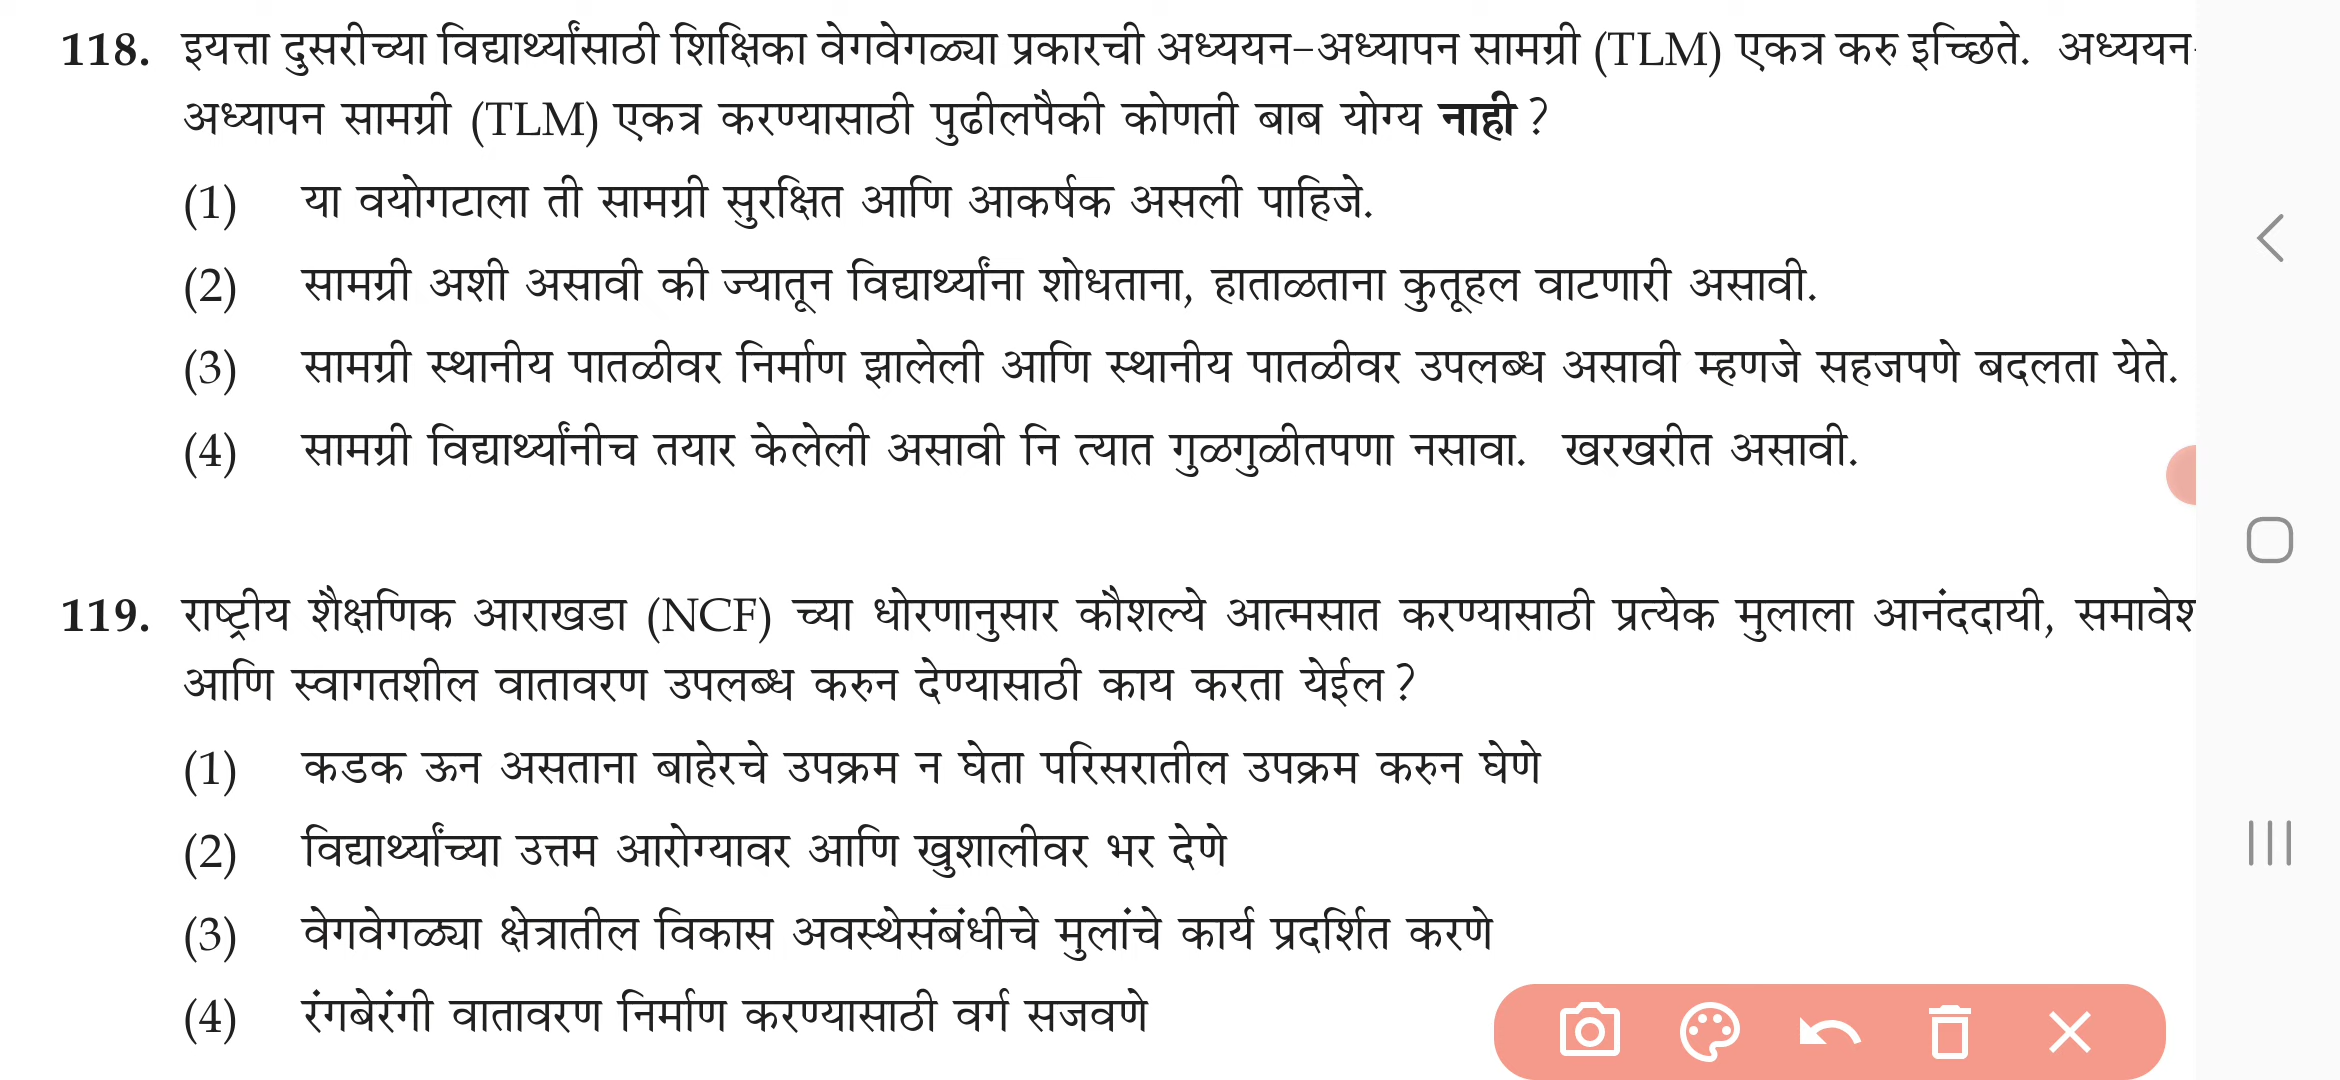 118. इयत्ता दुसरीच्या विद्यार्थ्यांसाठी शिक्षिका वेगवेगळ्या प्रकारची अध्ययन-अध्यापन सामग्री (TLM) एकत्र करु इच्छिते. अध्ययन-
अध्यापन सामग्री (TLM) एकत्र करण्यासाठी पुढीलपैकी कोणती बाब योग्य नाही ?
(1) या वयोगटाला ती सामग्री सुरक्षित आणि आकर्षक असली पाहिजे.
(2) सामग्री अशी असावी की ज्यातून विद्यार्थ्यांना शोधताना, हाताळताना कुतूहल वाटणारी असावी.
(3) सामग्री स्थानीय पातळीवर निर्माण झालेली आणि स्थानीय पातळीवर उपलब्ध असावी म्हणजे सहजपणे बदलता येते.
(4) सामग्री विद्यार्थ्यांनीच तयार केलेली असावी नि त्यात गुळगुळीतपणा नसावा. खरखरीत असावी.
119. राष्ट्रीय शैक्षणिक आराखडा (NCF) च्या धोरणानुसार कौशल्ये आत्मसात करण्यासाठी प्रत्येक मुलाला आनंददायी,
आणि स्वागतशील वातावरण उपलब्ध करुन देण्यासाठी काय करता येईल ?
(1) कडक ऊन असताना बाहेरचे उपक्रम न घेता परिसरातील उपक्रम करुन घेणे
(2) विद्यार्थ्यांच्या उत्तम आरोग्यावर आणि खुशालीवर भर देणे
(3) वेगवेगळ्या क्षेत्रातील विकास अवस्थेसंबंधीचे मुलांचे कार्य प्रदर्शित करणे
(4) रंगबेरंगी वातावरण निर्माण करण्यासाठी वर्ग सजवणे